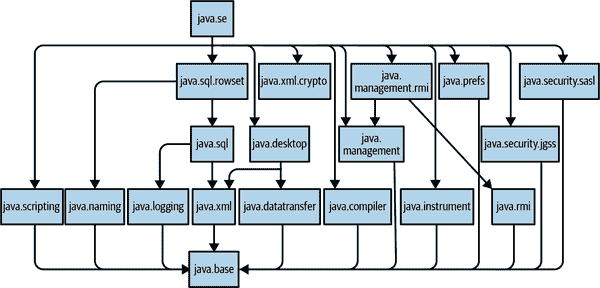 java.se
java.sql.rowset
java.xml.crypto
java.
management.rmi
java.prefs
java.security.sasl
java.sql
java.desktop
java.
management
java.security.jgss
java.scripting
java.naming
java.logging
java.xml
java.datatransfer
java.compiler
java.instrument
java.rmi
java.base